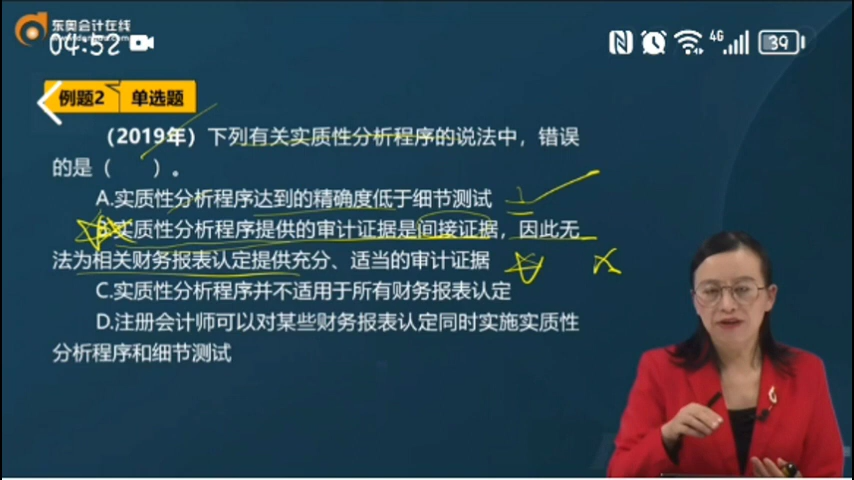 东奥会计在线
04:52
4G
39
例题2 单选题
（2019年）下列有关实质性分析程序的说法中，错误
的是（ ）。
A.实质性分析程序达到的精确度低于细节测试
B.实质性分析程序提供的审计证据是间接证据，因此无
法为相关财务报表认定提供充分、适当的审计证据
C.实质性分析程序并不适用于所有财务报表认定
D.注册会计师可以对某些财务报表认定同时实施实质性
分析程序和细节测试